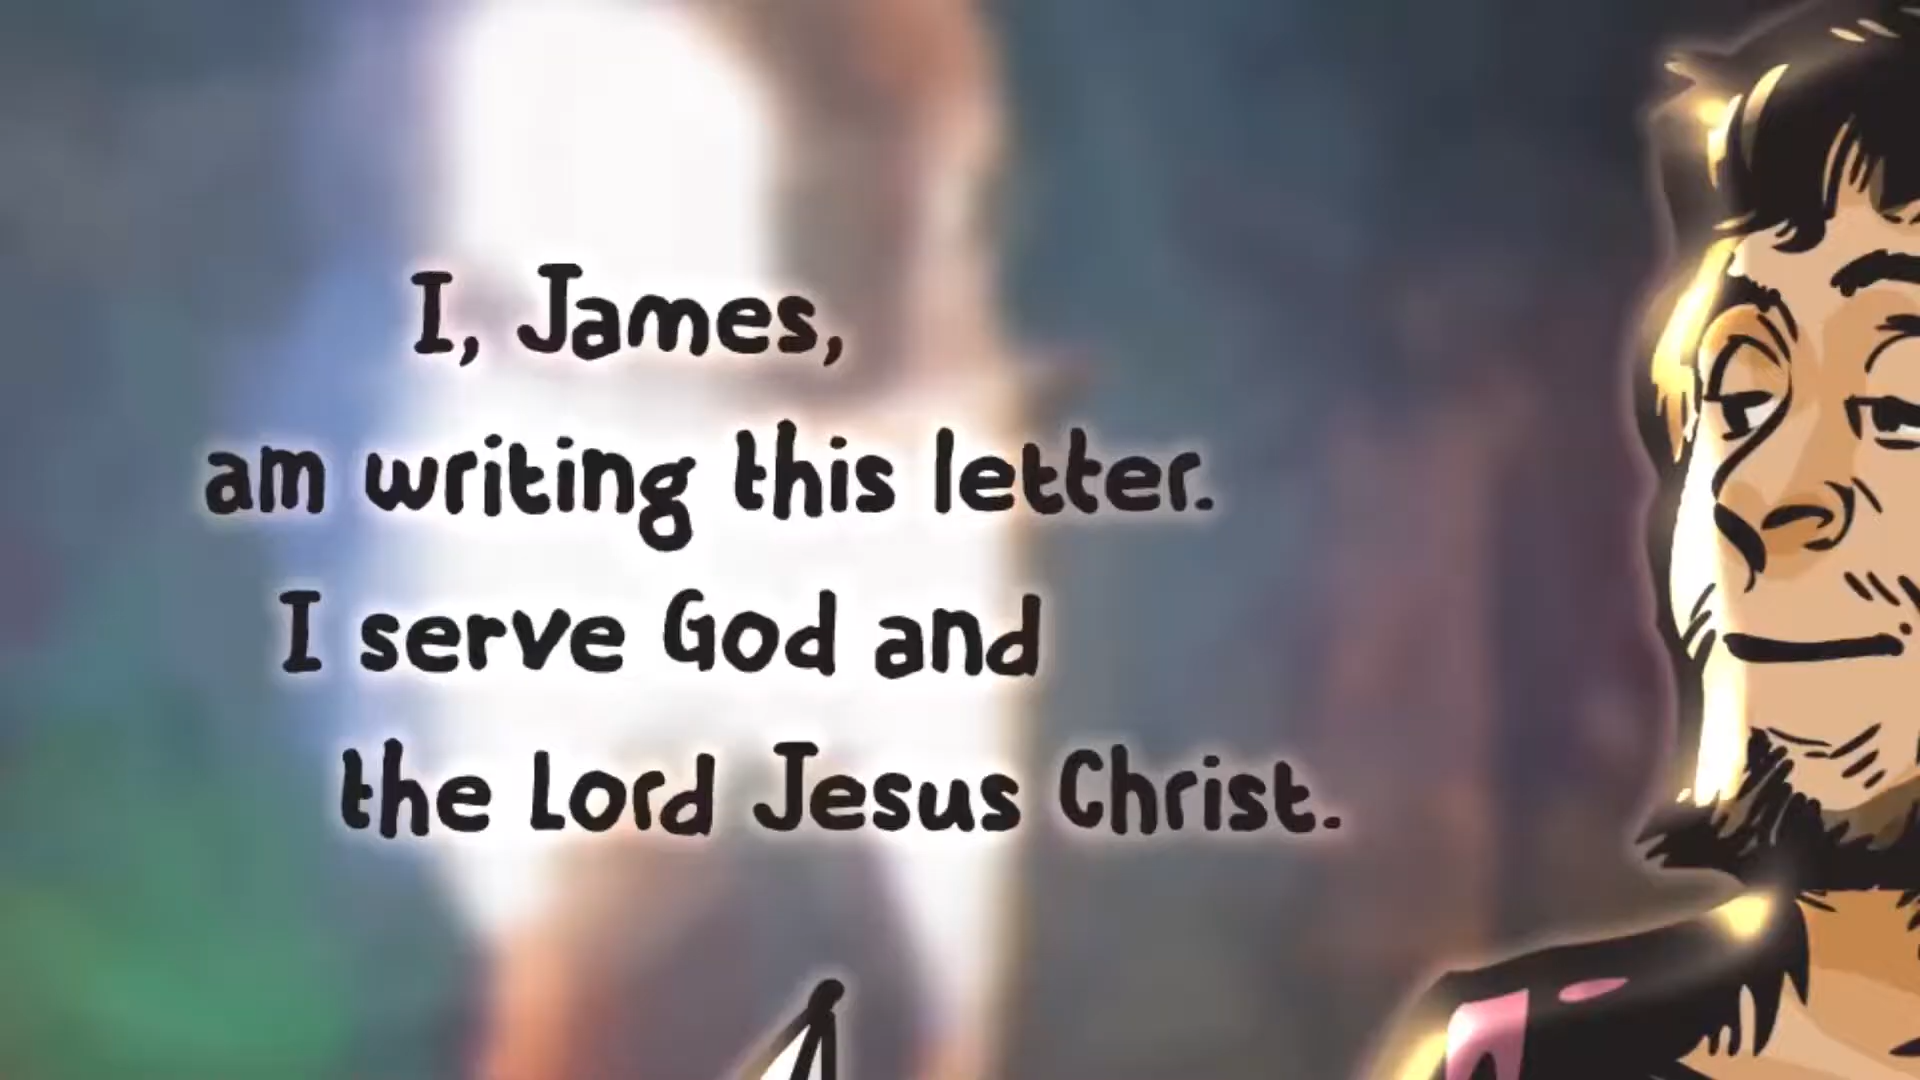 I, James,
am writing this letter.
I serve God and
the Lord Jesus Christ.